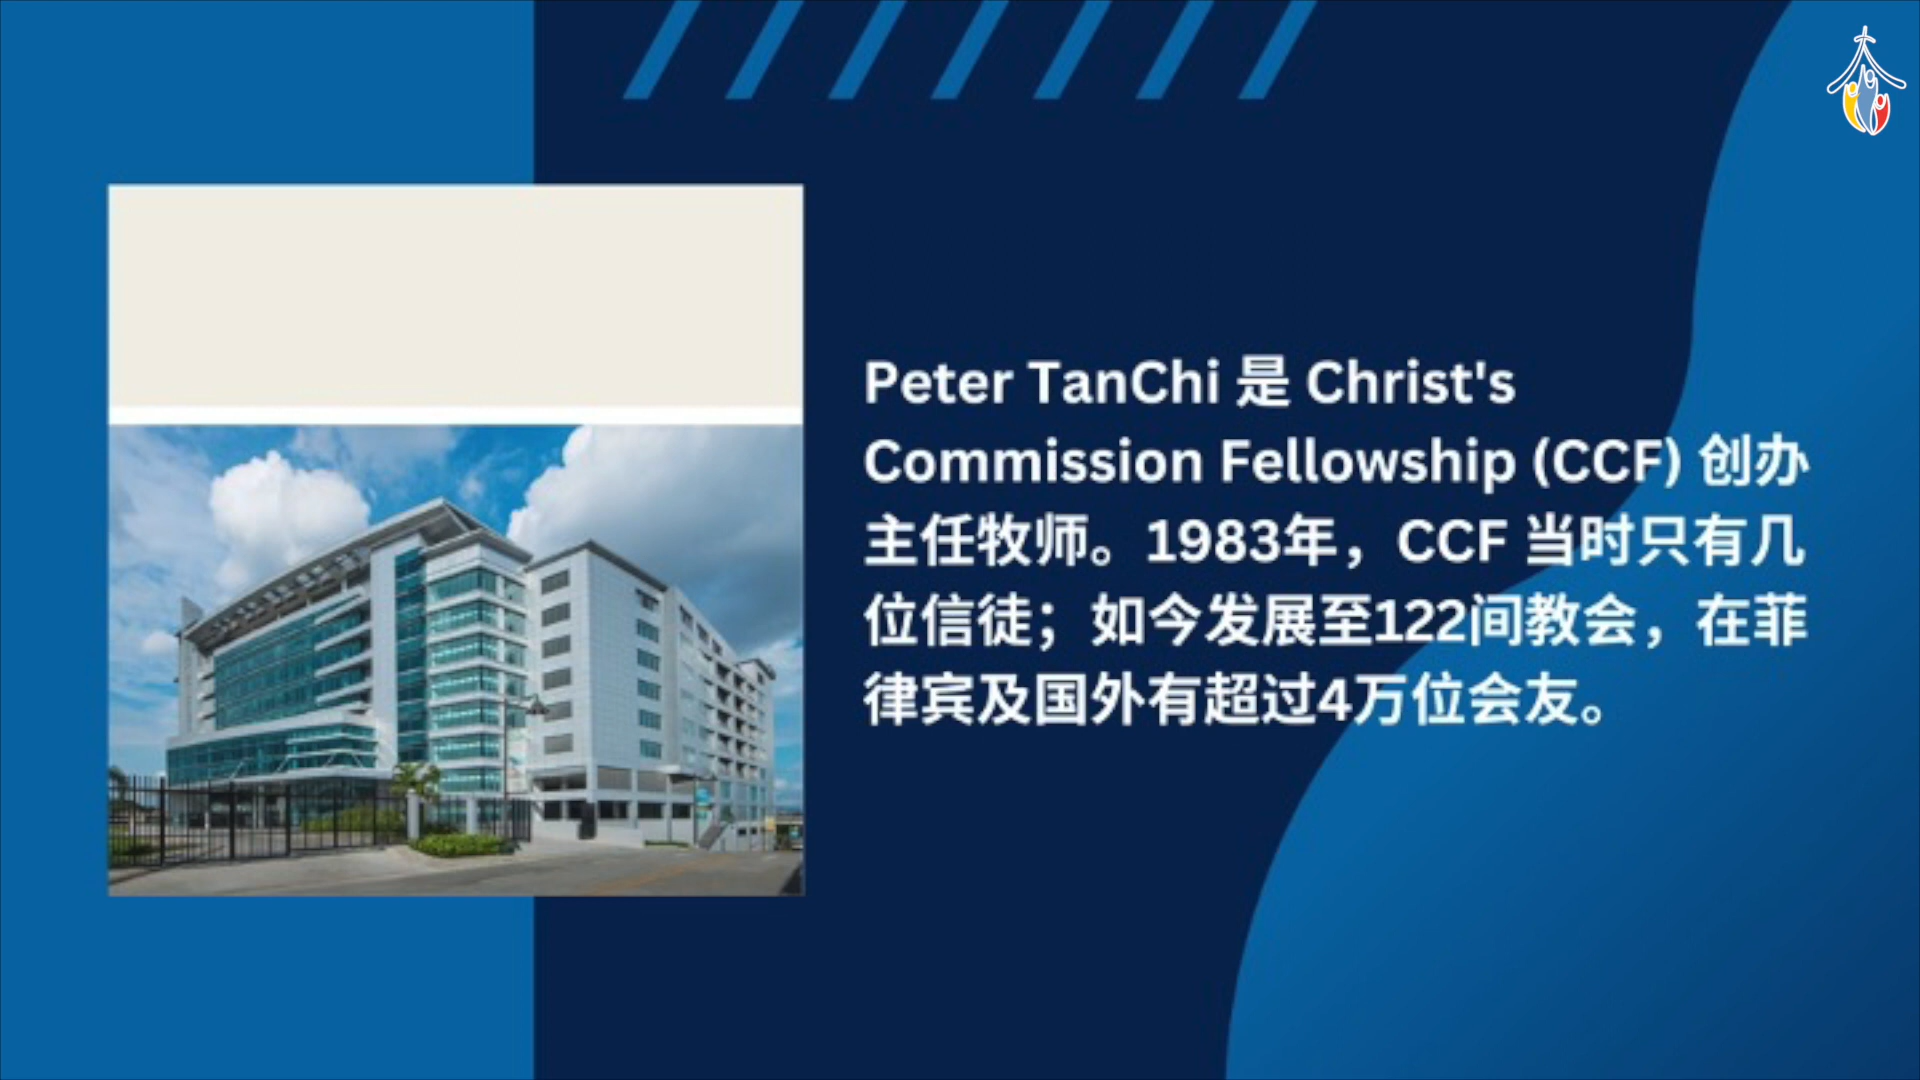 Peter TanChi 是 Christ's
Commission Fellowship (CCF) 创办
主任牧师。1983年，CCF 当时只有几
位信徒；如今发展至122间教会，在菲
律宾及国外有超过4万位会友。